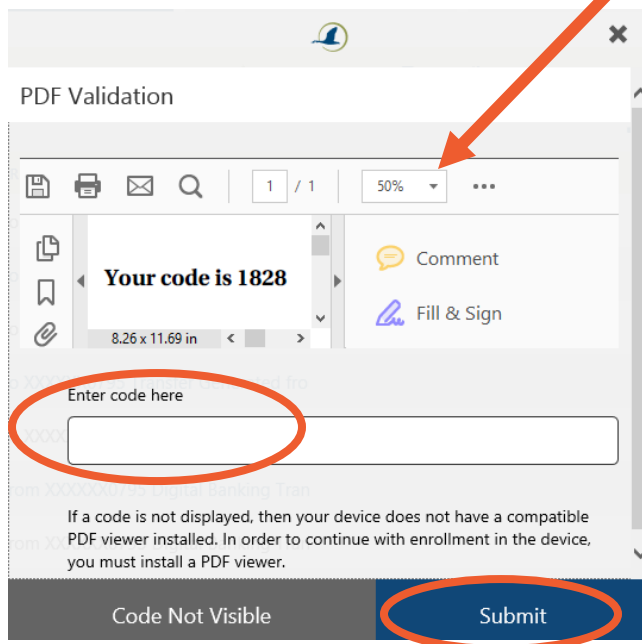 PDF Validation
1 / 1
50%
Your code is 1828
Comment
Fill & Sign
8.26 x 11.69 in
Enter code here
If a code is not displayed, then your device does not have a compatible
PDF viewer installed. In order to continue with enrollment in the device,
you must install a PDF viewer.
Code Not Visible
Submit